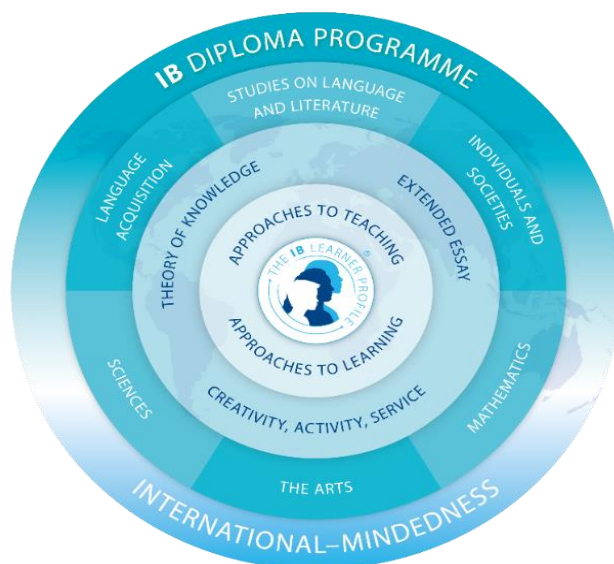 IB DIPLOMA PROGRAMME
STUDIES ON LANGUAGE
AND LITERATURE
LANGUAGE
ACQUISITION
INDIVIDUALS AND
SOCIETIES
THEORY OF KNOWLEDGE
EXTENDED ESSAY
APPROACHES TO TEACHING
THE IB LEARNER PROFILE
®
APPROACHES TO LEARNING
SCIENCES
CREATIVITY, ACTIVITY, SERVICE
MATHEMATICS
THE ARTS
INTERNATIONAL–MINDEDNESS